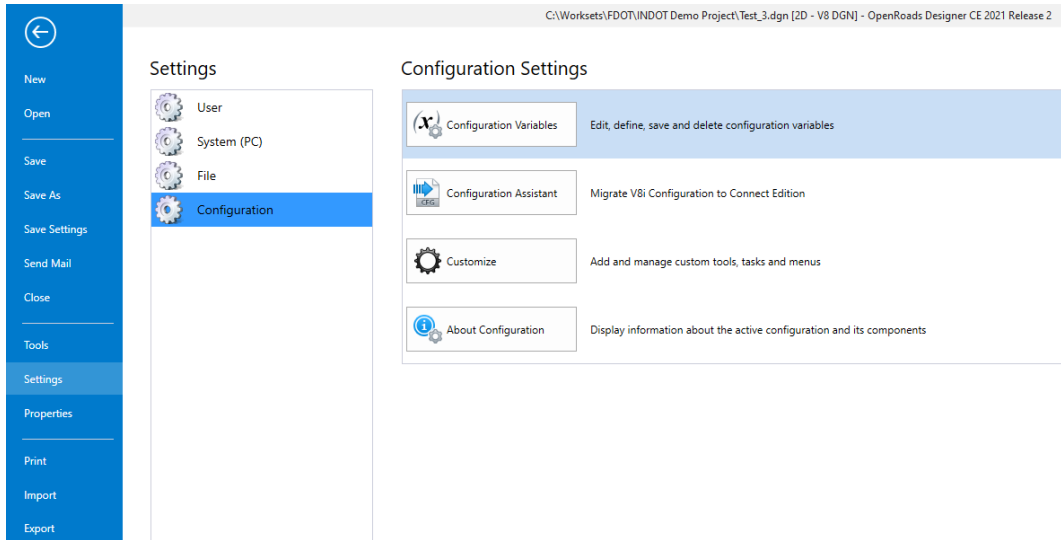 C:\Worksets\FDOT\INDOT Demo Project\Test_3.dgn [2D - V8 DGN] - OpenRoads Designer CE 2021 Release 2
New
Open
Save
Save As
Save Settings
Send Mail
Close
Tools
Settings
Properties
Print
Import
Export
Settings
User
System (PC)
File
Configuration
Configuration Settings
(x) Configuration Variables Edit, define, save and delete configuration variables
CFG Configuration Assistant Migrate V8i Configuration to Connect Edition
Customize Add and manage custom tools, tasks and menus
About Configuration Display information about the active configuration and its components